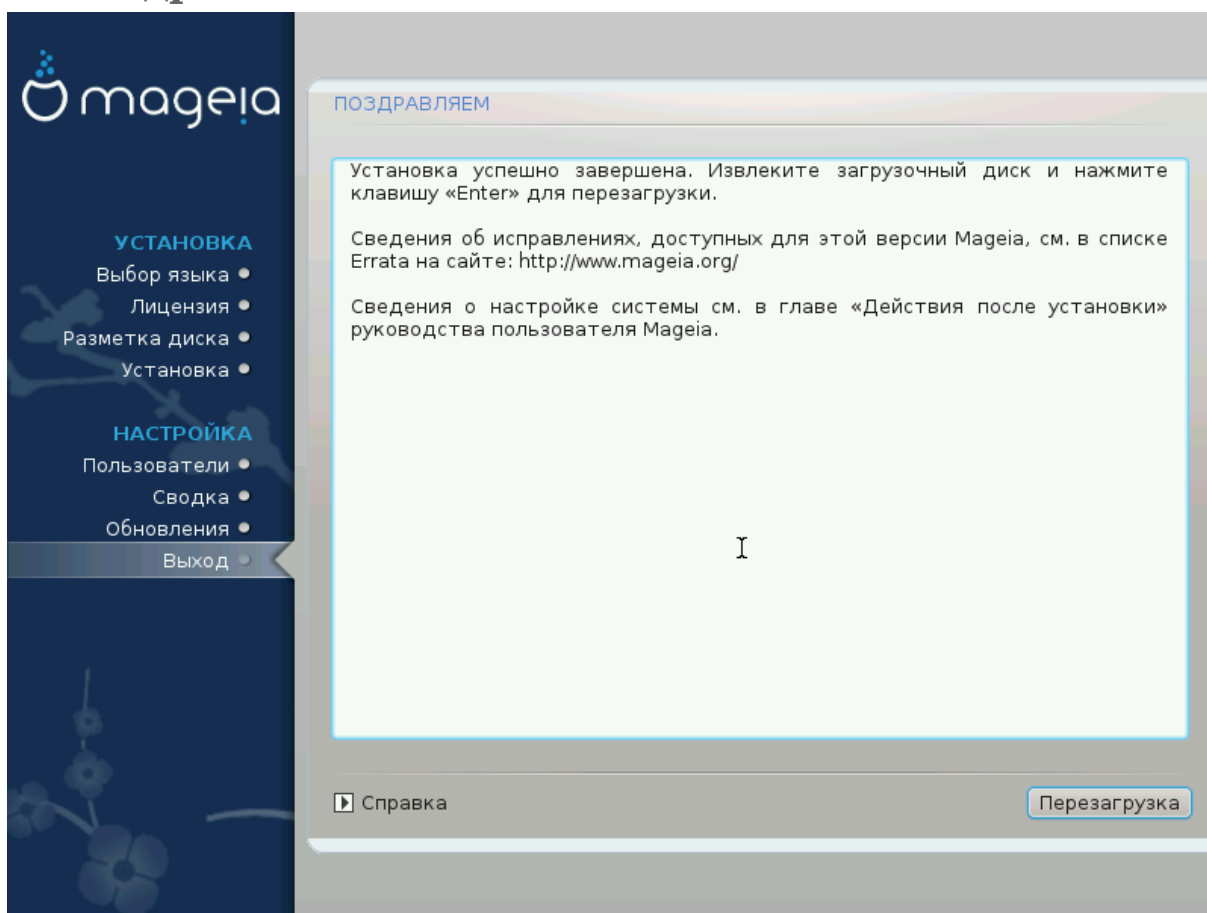 mageia
ПОЗДРАВЛЯЕМ
Установка успешно завершена. Извлеките загрузочный диск и нажмите
клавишу «Enter» для перезагрузки.
Сведения об исправлениях, доступных для этой версии Mageia, см. в списке
Errata на сайте: http://www.mageia.org/
Сведения о настройке системы см. в главе «Действия после установки»
руководства пользователя Mageia.
УСТАНОВКА
Выбор языка
Лицензия
Разметка диска
Установка
НАСТРОЙКА
Пользователи
Сводка
Обновления
Выход
Справка
Перезагрузка